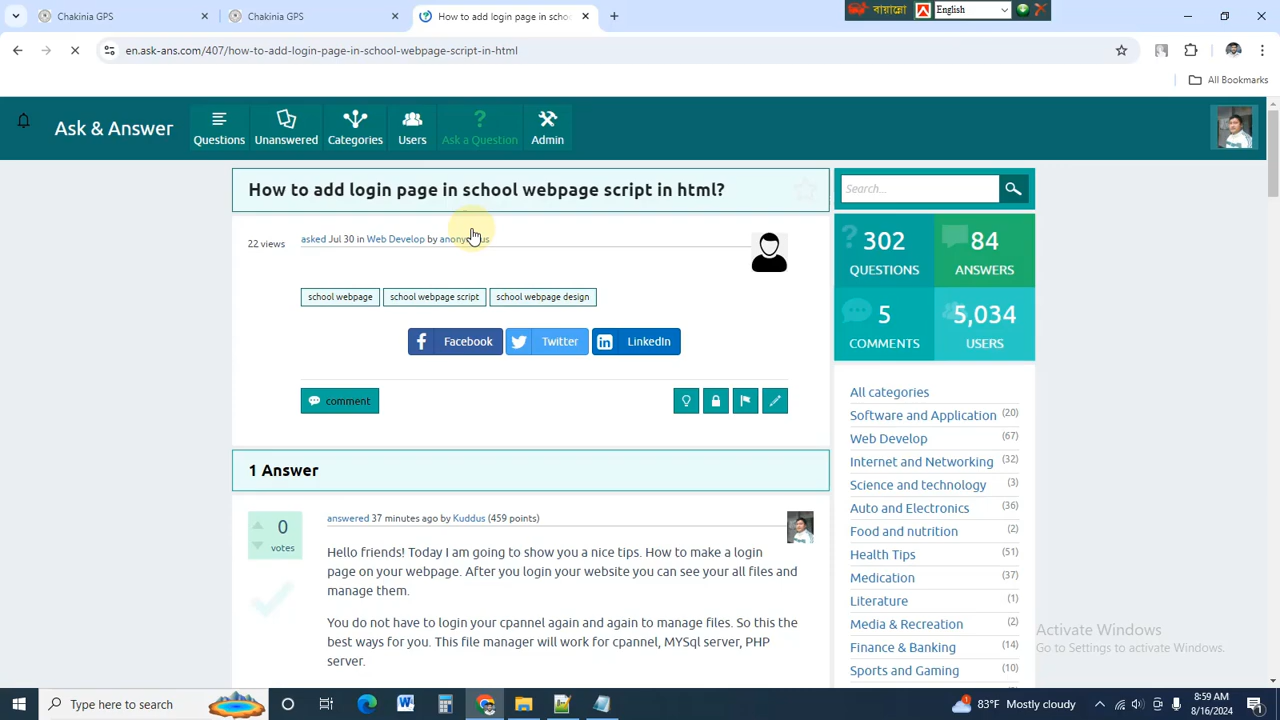 Chakinia GPS
Chakinia GPS
How to add login page in scho
বায়ান্নো
English
en.ask-ans.com/407/how-to-add-login-page-in-school-webpage-script-in-html
All Bookmarks
Ask & Answer
Questions
Unanswered
Categories
Users
Ask a Question
Admin
How to add login page in school webpage script in html?
Search...
22 views
asked Jul 30 in Web Develop by anonymous
302
QUESTIONS
84
ANSWERS
5
COMMENTS
5,034
USERS
school webpage
school webpage script
school webpage design
Facebook
Twitter
LinkedIn
comment
1 Answer
0
votes
answered 37 minutes ago by Kuddus (459 points)
Hello friends! Today I am going to show you a nice tips. How to make a login
page on your webpage. After you login your website you can see your all files and
manage them.
You do not have to login your cpannel again and again to manage files. So this the
best ways for you. This file manager will work for cpannel, MYSql server, PHP
server.
All categories
Software and Application (20)
Web Develop (67)
Internet and Networking (32)
Science and technology (3)
Auto and Electronics (36)
Food and nutrition (2)
Health Tips (51)
Medication (37)
Literature (1)
Media & Recreation (2)
Finance & Banking (14)
Sports and Gaming (10)
Activate Windows
Go to Settings to activate Windows.
Type here to search
83°F Mostly cloudy
8:59 AM
8/16/2024